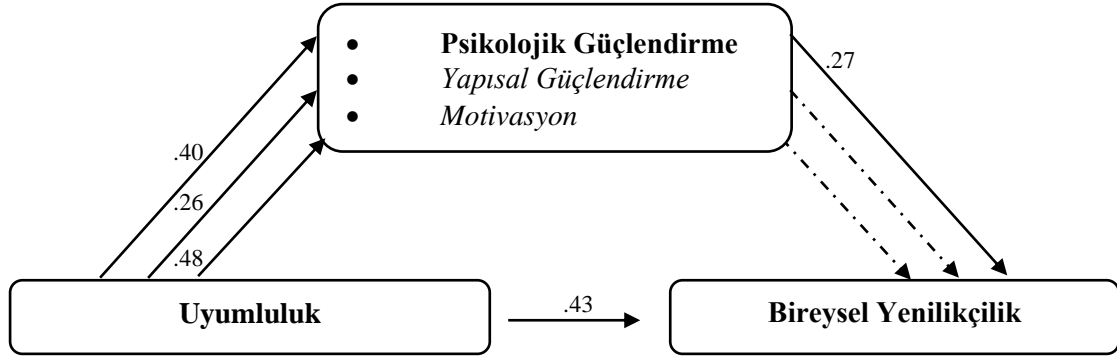 • Psikolojik Güçlendirme
• Yapısal Güçlendirme
• Motivasyon
.27
.40
.26
.48
Uyumluluk
.43
Bireysel Yenilikçilik